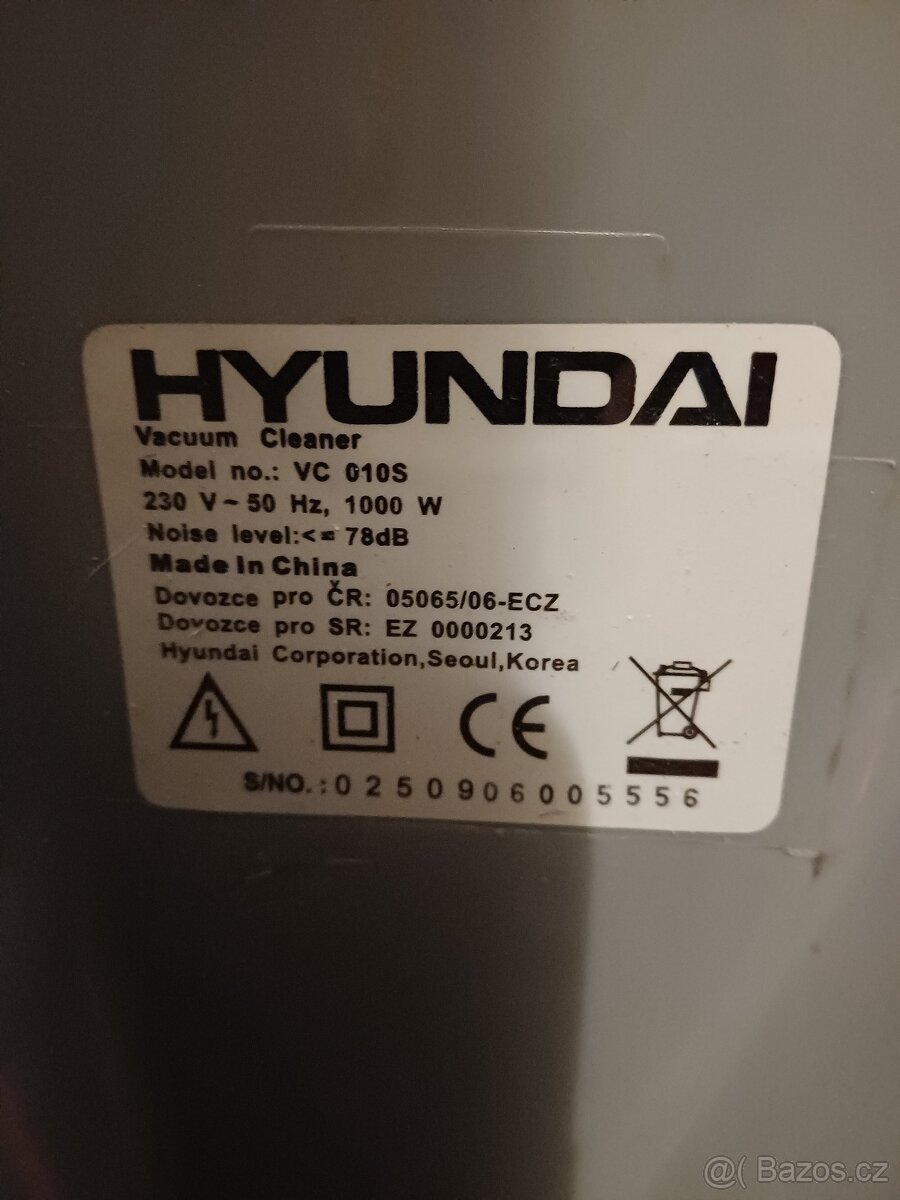 HYUNDAI
Vacuum Cleaner
Model no.: VC 010S
230 V ~ 50 Hz, 1000 W
Noise level:<= 78dB
Made In China
Dovozce pro ČR: 05065/06-ECZ
Dovozce pro SR: EZ 0000213
Hyundai Corporation,Seoul,Korea
CE
S/NO.:0250906005556
@( Bazos.cz